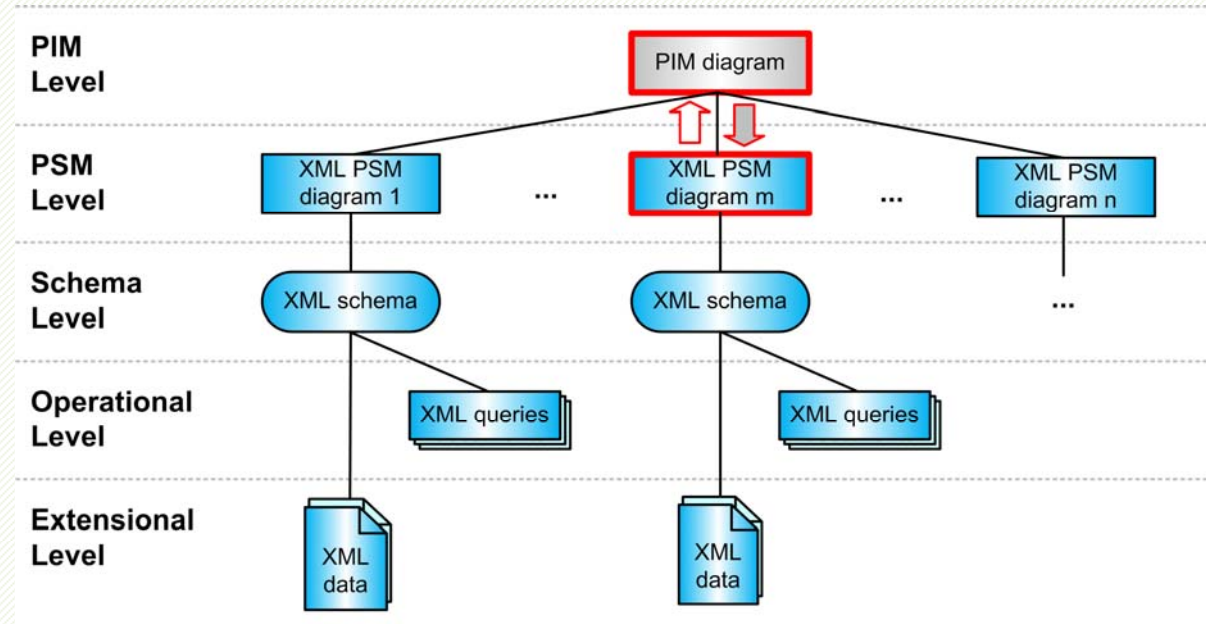 PIM
Level
PIM diagram
PSM
Level
XML PSM
diagram 1
...
XML PSM
diagram m
...
XML PSM
diagram n
Schema
Level
XML schema
XML schema
...
Operational
Level
XML queries
XML queries
Extensional
Level
XML
data
XML
data